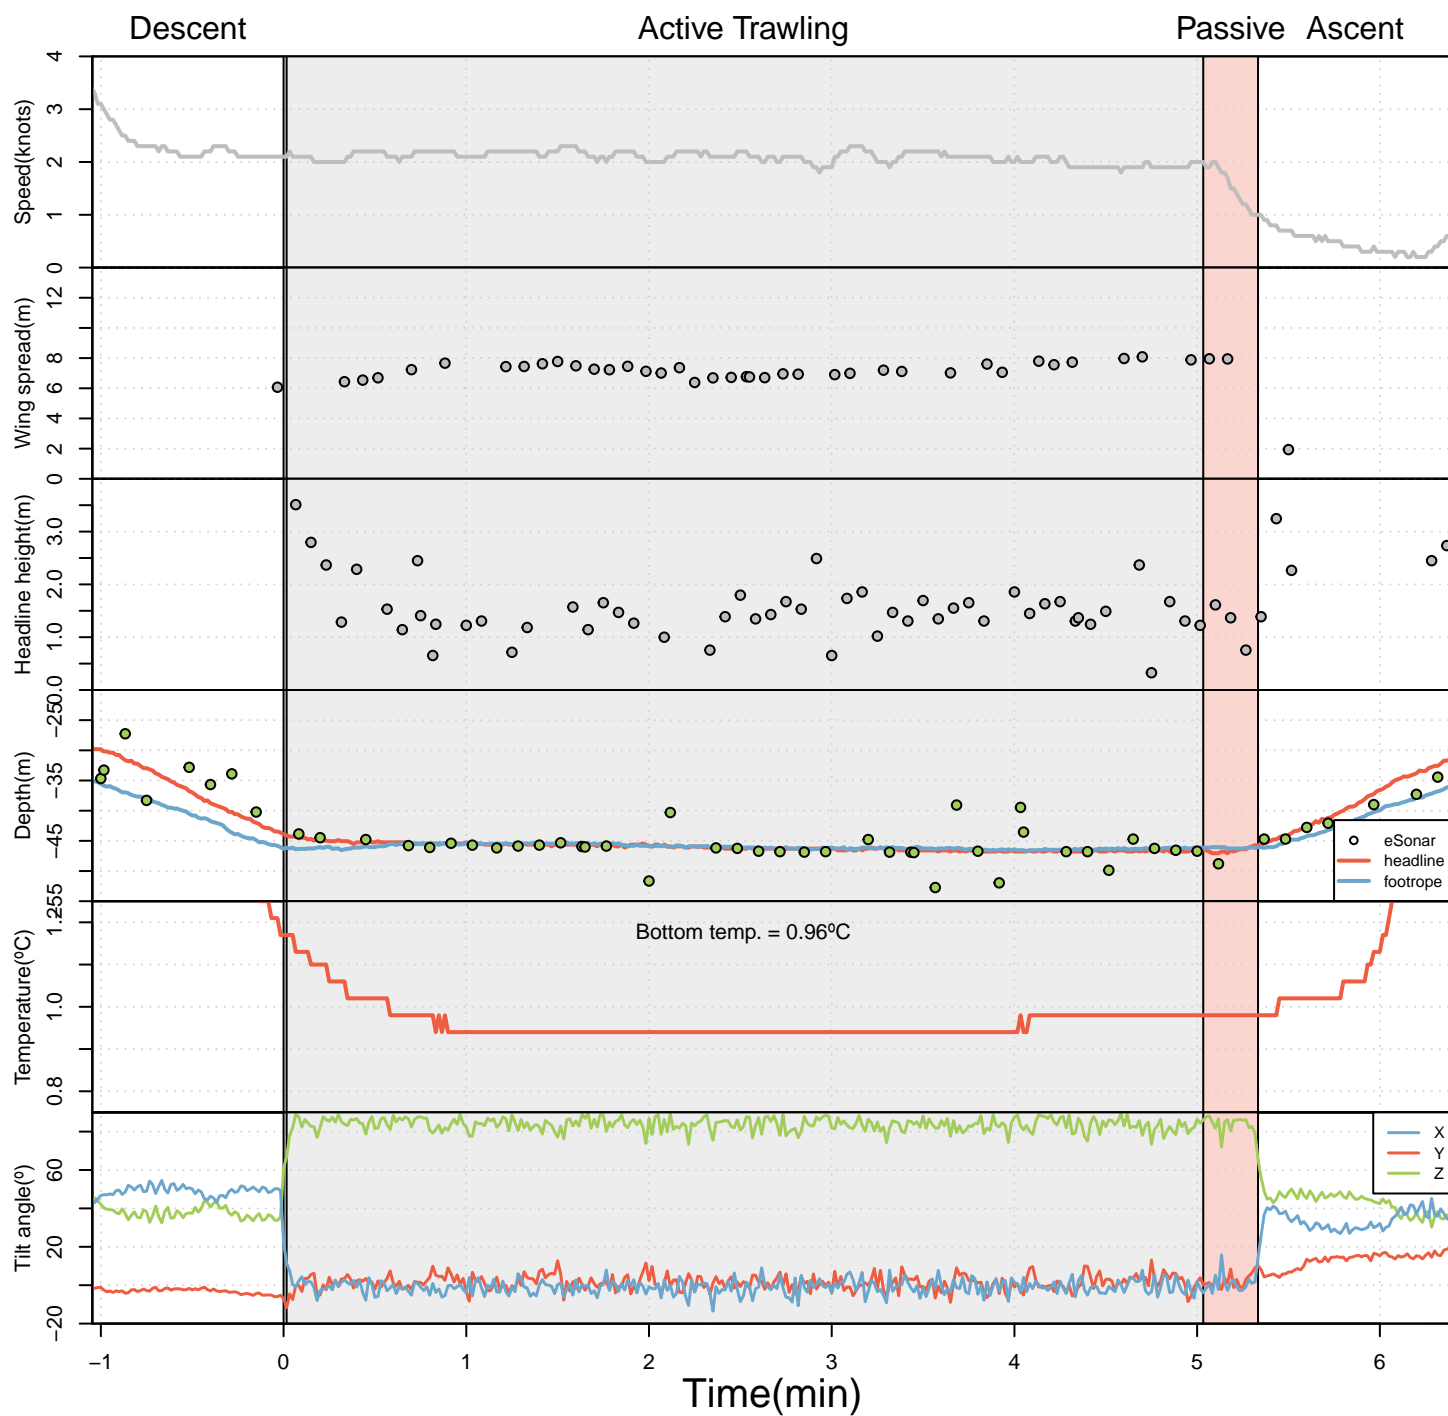 Descent Active Trawling Passive Ascent
Speed(knots)
4
3
2
1
0
Wing spread(m)
12
8
6
4
2
0
Headline height(m)
3.0
2.0
1.0
0.0
Depth(m)
−25
−35
−45
−55
eSonar
headline
footrope
Temperature(ºC)
1.2
1.0
0.8
Bottom temp. = 0.96ºC
Tilt angle(º)
60
20
−20
X
Y
Z
−1 0 1 2 3 4 5 6
Time(min)